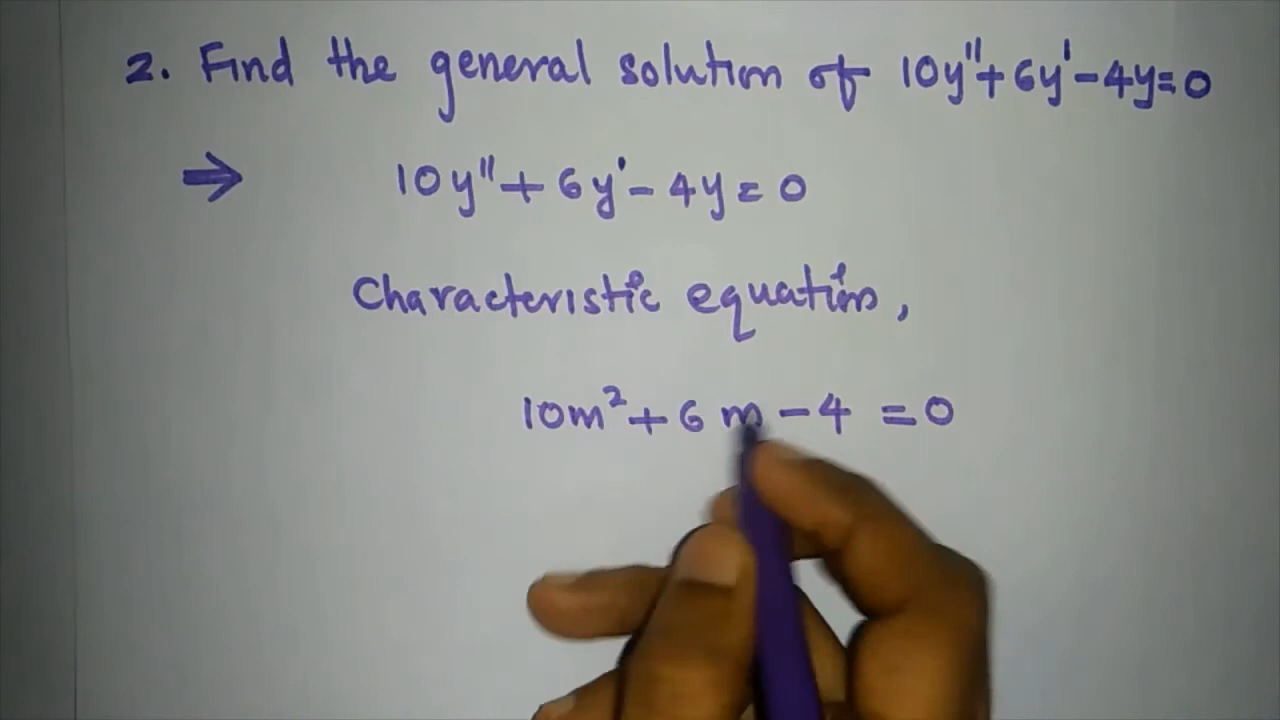 2. Find the general solution of 10y"+6y'-4y=0
⇒ 10y"+6y'-4y=0
Characteristic equation,
10m²+6m-4=0